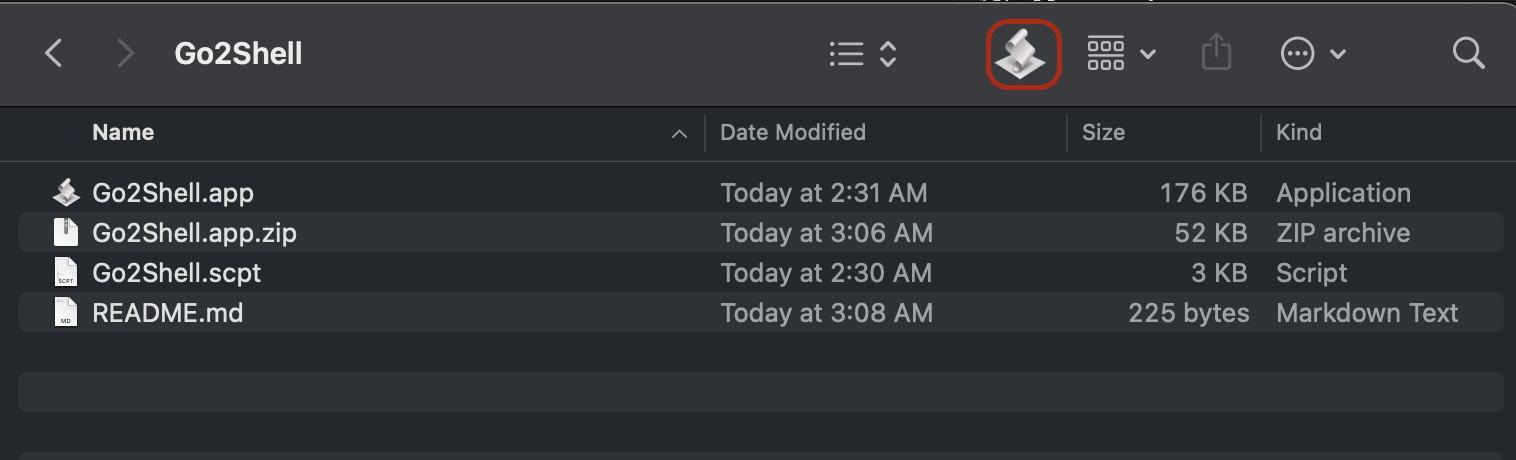 Go2Shell
Name Date Modified Size Kind
Go2Shell.app Today at 2:31 AM 176 KB Application
Go2Shell.app.zip Today at 3:06 AM 52 KB ZIP archive
Go2Shell.scpt Today at 2:30 AM 3 KB Script
README.md Today at 3:08 AM 225 bytes Markdown Text